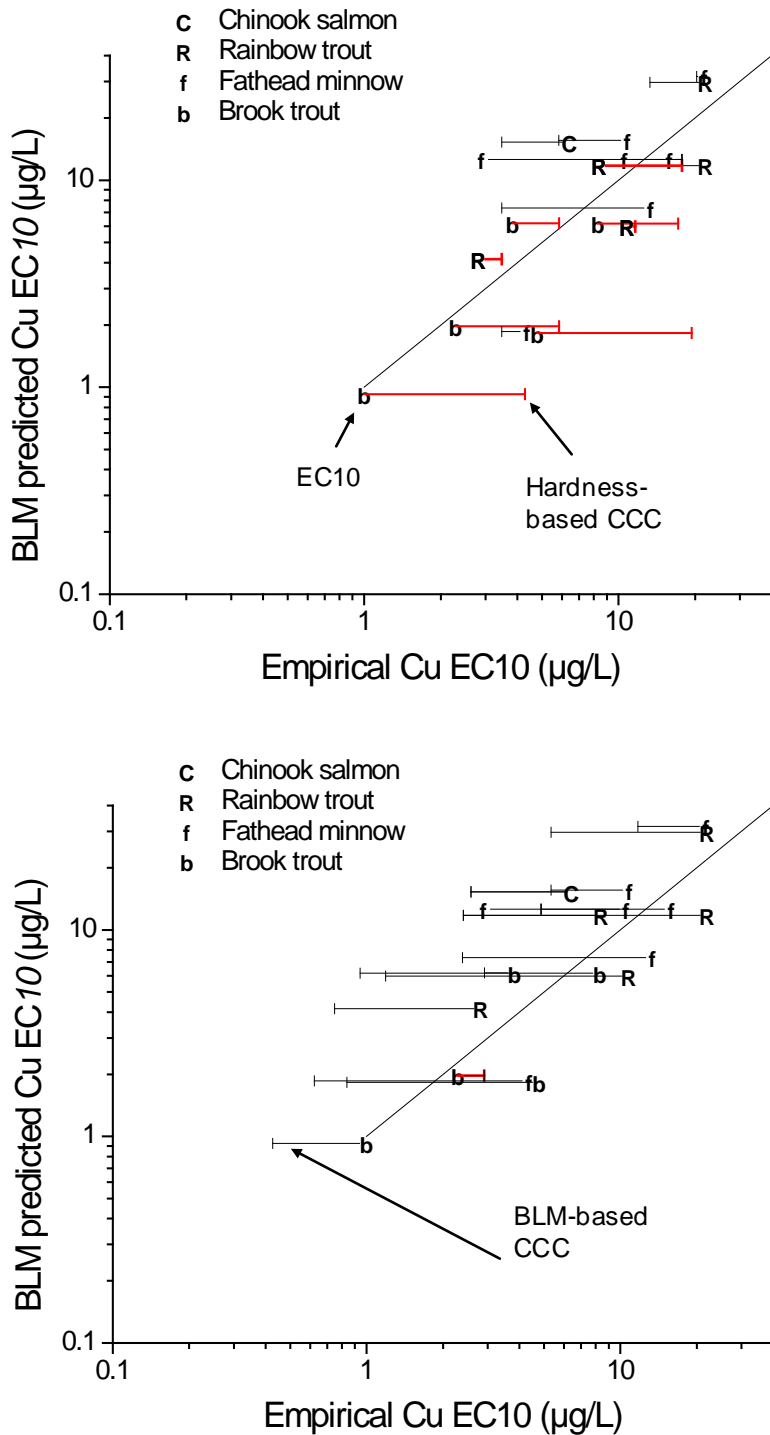 C Chinook salmon
R Rainbow trout
f Fathead minnow
b Brook trout
BLM predicted Cu EC10 (µg/L)
10
1
0.1
f
R
C
f
f
f
f
R
R
f
b
b
R
R
b
f
b
b
EC10
Hardness-
based CCC
0.1
1
10
Empirical Cu EC10 (µg/L)
C Chinook salmon
R Rainbow trout
f Fathead minnow
b Brook trout
BLM predicted Cu EC10 (µg/L)
10
1
0.1
f
R
C
f
f
f
f
R
R
f
b
b
R
R
b
f
b
b
BLM-based
CCC
0.1
1
10
Empirical Cu EC10 (µg/L)